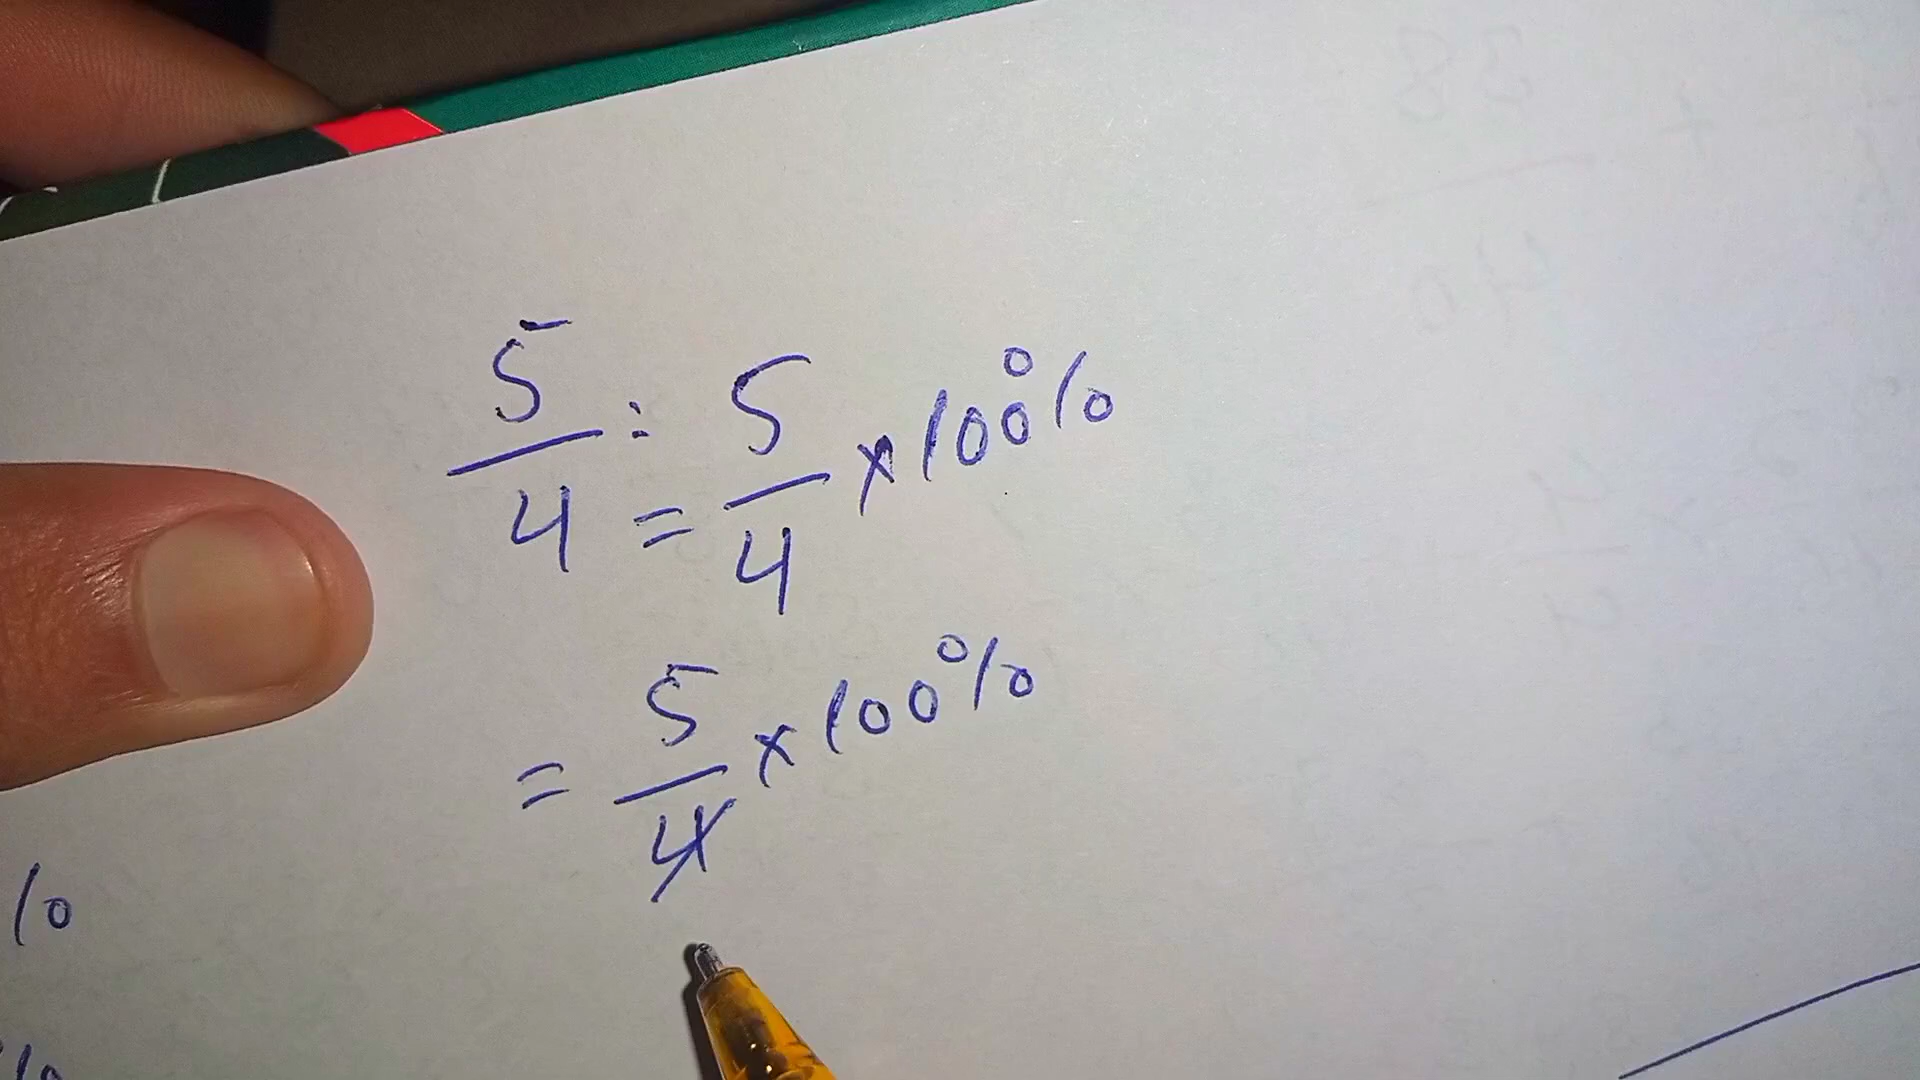 5/4 : = 5/4 × 100%
= 5/4 × 100%
%
%